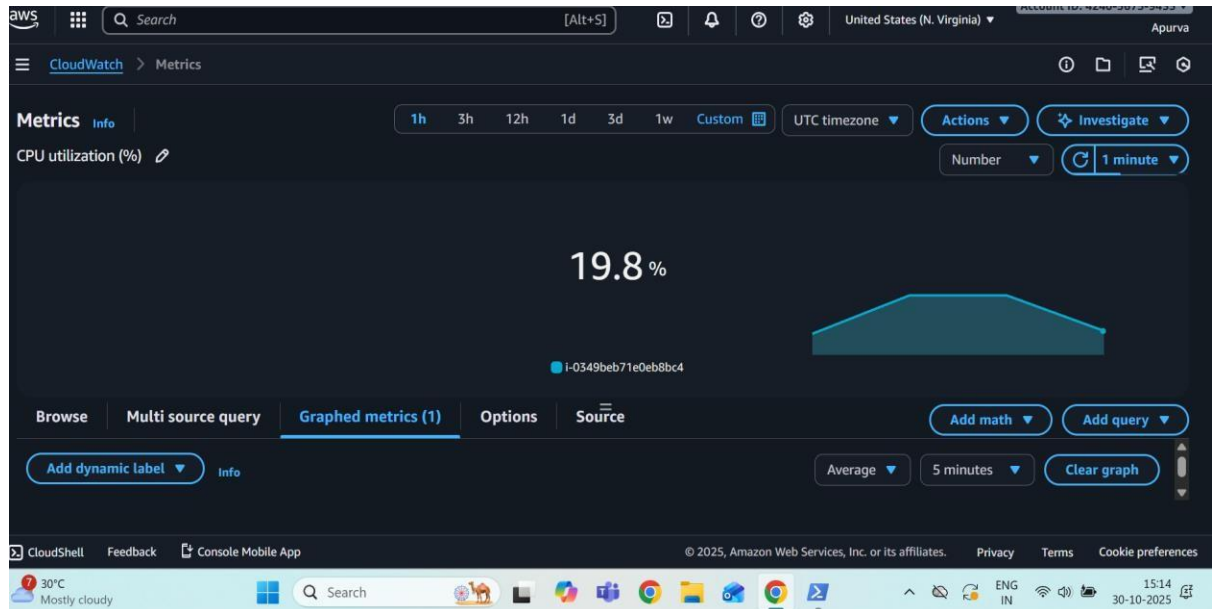 aws Search [Alt+S] United States (N. Virginia)
Apurva
CloudWatch > Metrics
Metrics Info 1h 3h 12h 1d 3d 1w Custom UTC timezone Actions Investigate
CPU utilization (%) Number 1 minute
19.8 %
i-0349beb71e0eb8bc4
Browse Multi source query Graphed metrics (1) Options Source Add math Add query
Add dynamic label Info Average 5 minutes Clear graph
CloudShell Feedback Console Mobile App © 2025, Amazon Web Services, Inc. or its affiliates. Privacy Terms Cookie preferences
7 30°C Search ENG 15:14
Mostly cloudy IN 30-10-2025